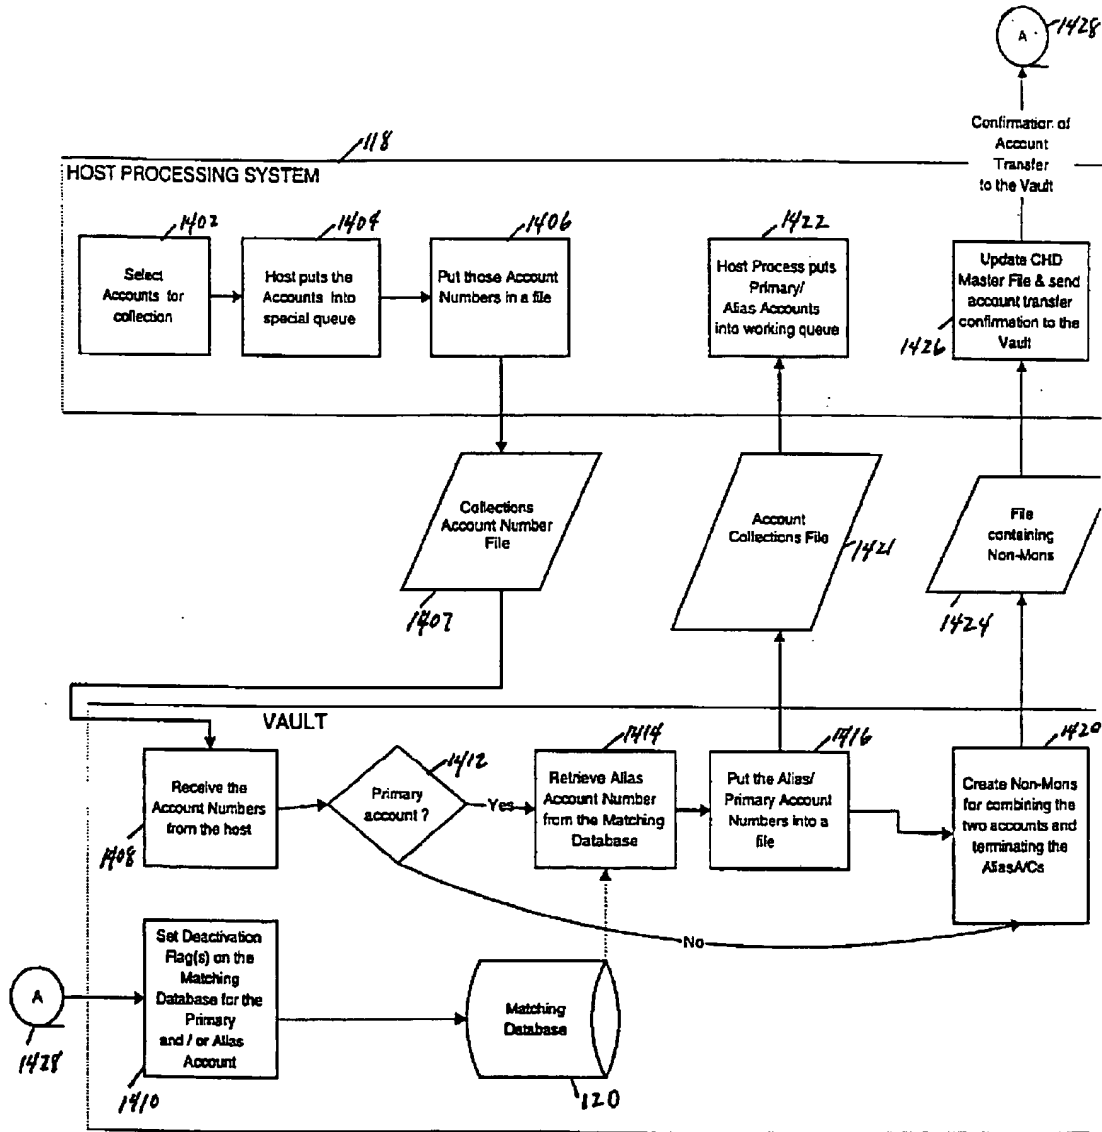 A
1428
Confirmation of
Account
Transfer
to the Vault
118
HOST PROCESSING SYSTEM
1402
Select
Accounts for
collection
1404
Host puts the
Accounts into
special queue
1406
Put those Account
Numbers in a file
1422
Host Process puts
Primary/
Alias Accounts
into working queue
Update CHD
Master File & send
account transfer
confirmation to the
Vault
1426
Collections
Account Number
File
1407
Account
Collections File
1421
File
containing
Non-Mons
1424
VAULT
Receive the
Account Numbers
from the host
1408
1412
Primary
account ?
Yes
1414
Retrieve Alias
Account Number
from the Matching
Database
1416
Put the Alias/
Primary Account
Numbers into a
file
1420
Create Non-Mons
for combining the
two accounts and
terminating the
AliasA/Cs
No
A
1428
Set Deactivation
Flag(s) on the
Matching
Database for the
Primary
and / or Alias
Account
1410
Matching
Database
120